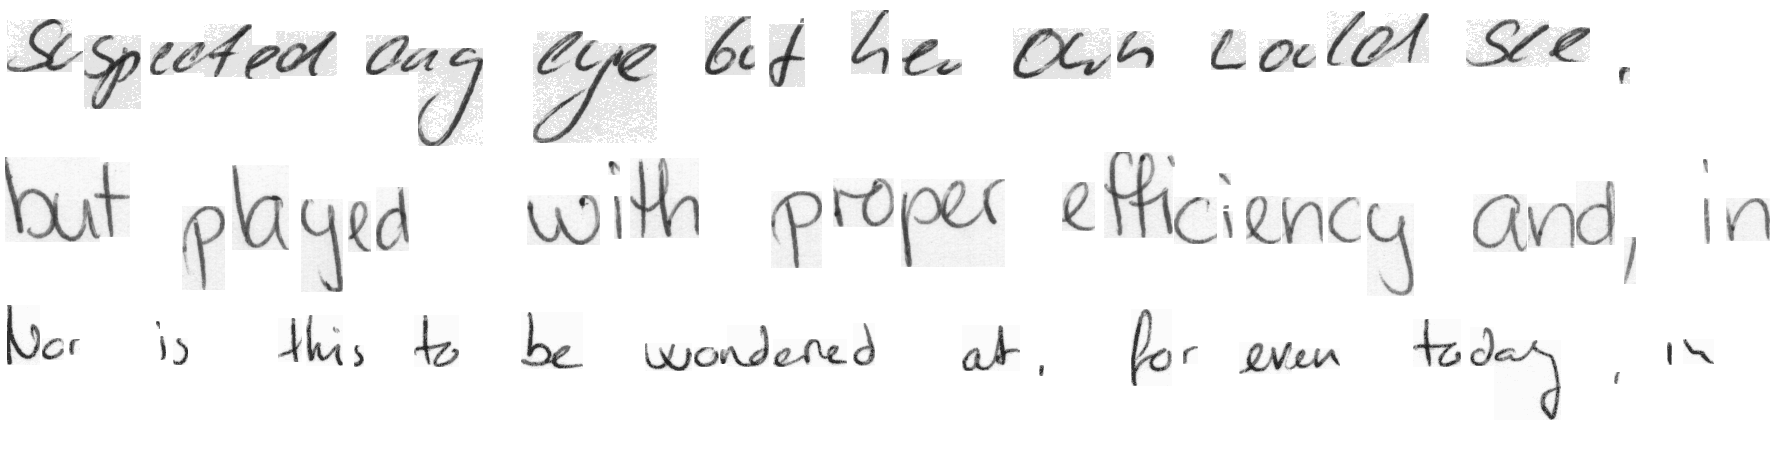 suspected any eye but her own could see.
but played with proper efficiency and, in
Nor is this to be wondered at, for even today, in